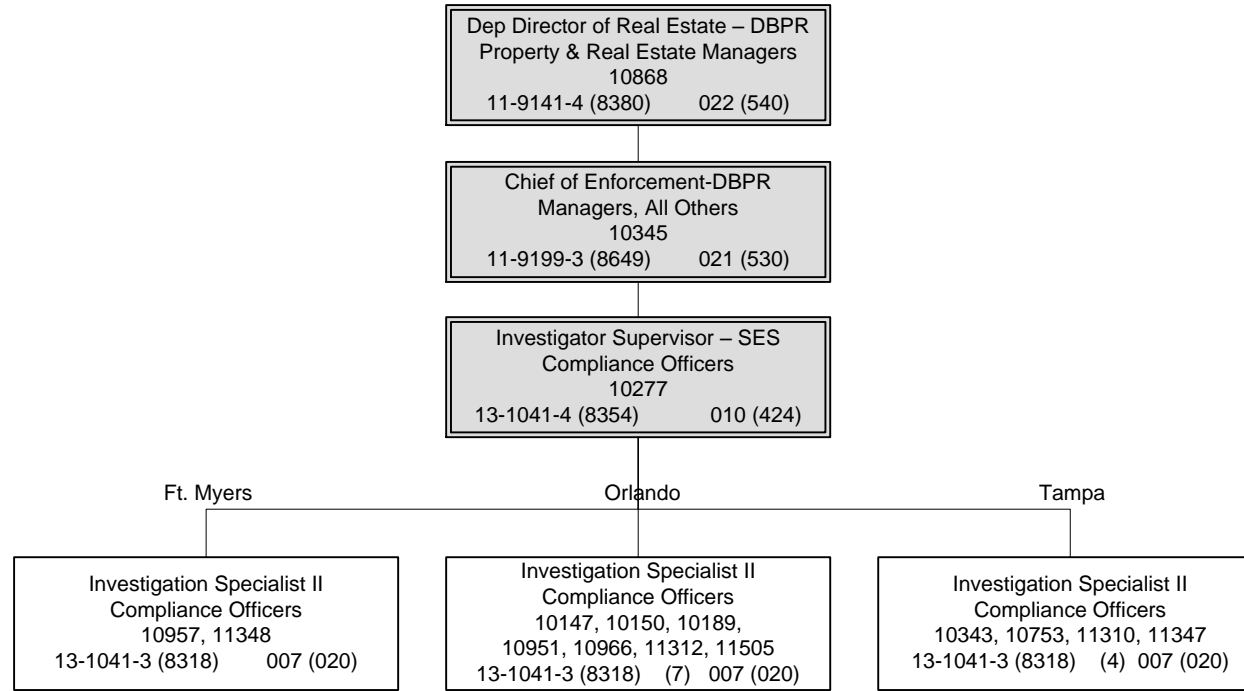 Dep Director of Real Estate – DBPR
Property & Real Estate Managers
10868
11-9141-4 (8380) 022 (540)
Chief of Enforcement-DBPR
Managers, All Others
10345
11-9199-3 (8649) 021 (530)
Investigator Supervisor – SES
Compliance Officers
10277
13-1041-4 (8354) 010 (424)
Ft. Myers
Orlando
Tampa
Investigation Specialist II
Compliance Officers
10957, 11348
13-1041-3 (8318) 007 (020)
Investigation Specialist II
Compliance Officers
10147, 10150, 10189,
10951, 10966, 11312, 11505
13-1041-3 (8318) (7) 007 (020)
Investigation Specialist II
Compliance Officers
10343, 10753, 11310, 11347
13-1041-3 (8318) (4) 007 (020)